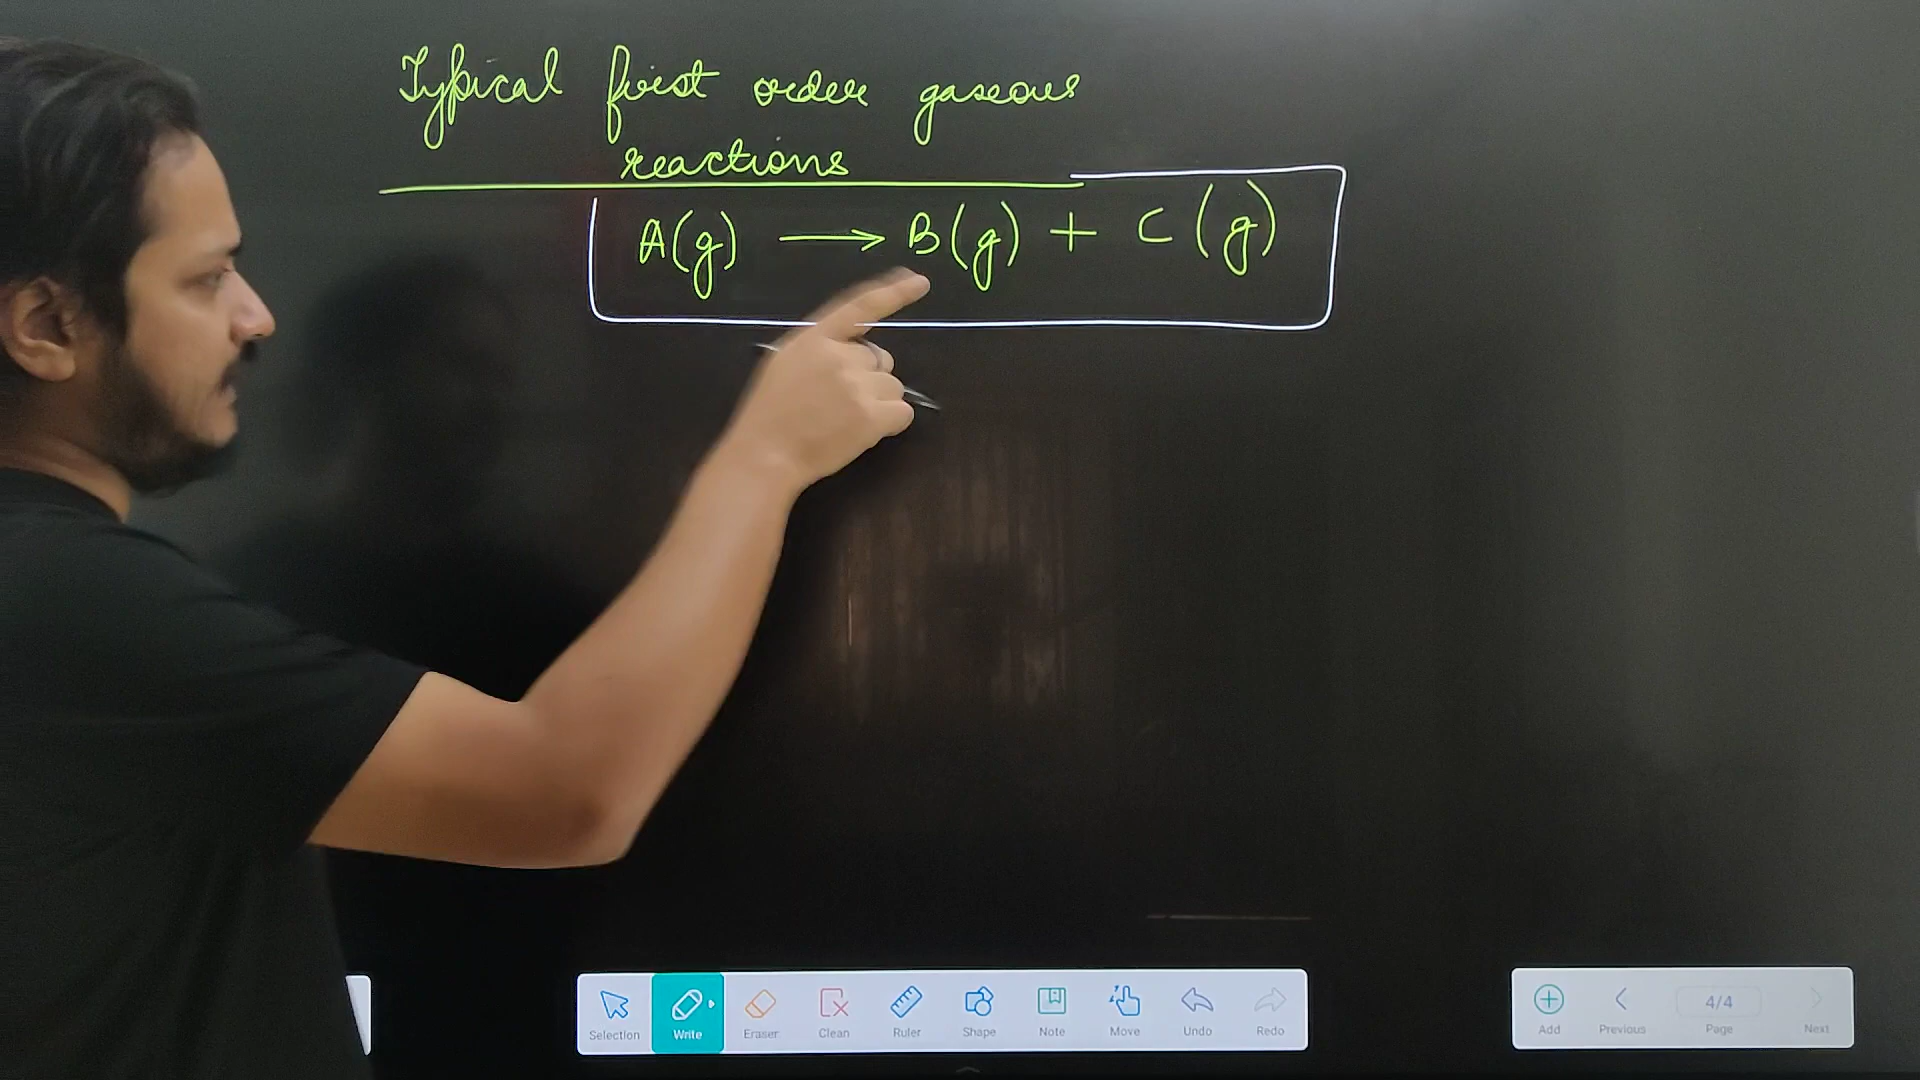 Typical first order gaseous
reactions
A(g) ⟶ B(g) + C(g)
Selection
Write
Eraser
Clean
Ruler
Shape
Note
Move
Undo
Redo
Add
Previous
4/4
Page
Next